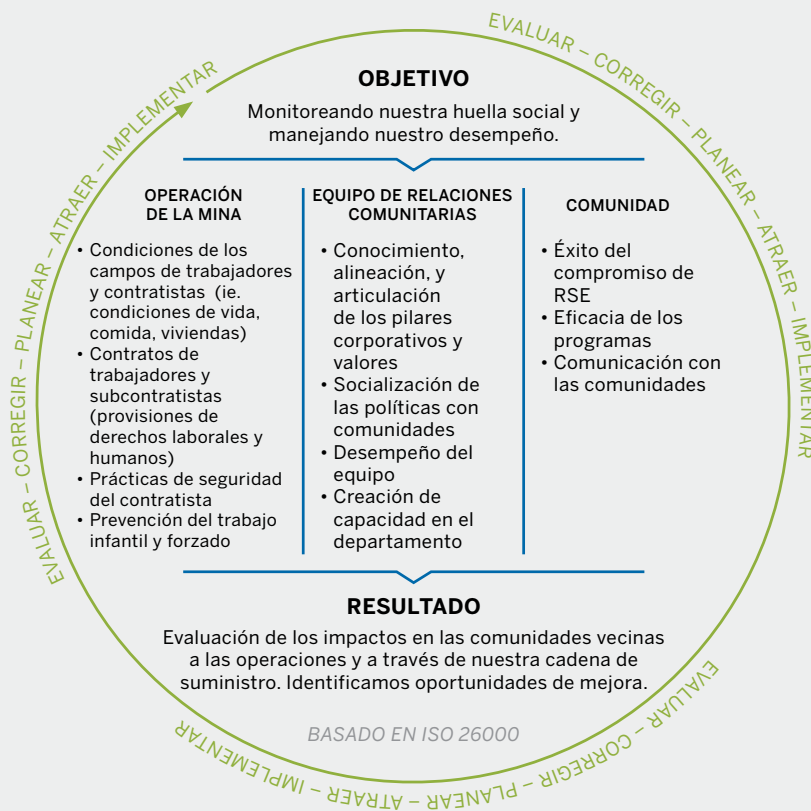 EVALUAR – CORREGIR – PLANEAR – ATRAER – IMPLEMENTAR
OBJETIVO
Monitoreando nuestra huella social y
manejando nuestro desempeño.
OPERACIÓN
DE LA MINA
• Condiciones de los
campos de trabajadores
y contratistas (ie.
condiciones de vida,
comida, viviendas)
• Contratos de
trabajadores y
subcontratistas
(provisiones de
derechos laborales y
humanos)
• Prácticas de seguridad
del contratista
• Prevención del trabajo
infantil y forzado
EQUIPO DE RELACIONES
COMUNITARIAS
• Conocimiento,
alineación, y
articulación
de los pilares
corporativos y
valores
• Socialización de
las políticas con
comunidades
• Desempeño del
equipo
• Creación de
capacidad en el
departamento
COMUNIDAD
• Éxito del
compromiso de
RSE
• Eficacia de los
programas
• Comunicación con
las comunidades
RESULTADO
Evaluación de los impactos en las comunidades vecinas
a las operaciones y a través de nuestra cadena de
suministro. Identificamos oportunidades de mejora.
BASADO EN ISO 26000
EVALUAR – CORREGIR – PLANEAR – ATRAER – IMPLEMENTAR
EVALUAR – CORREGIR – PLANEAR – ATRAER – IMPLEMENTAR